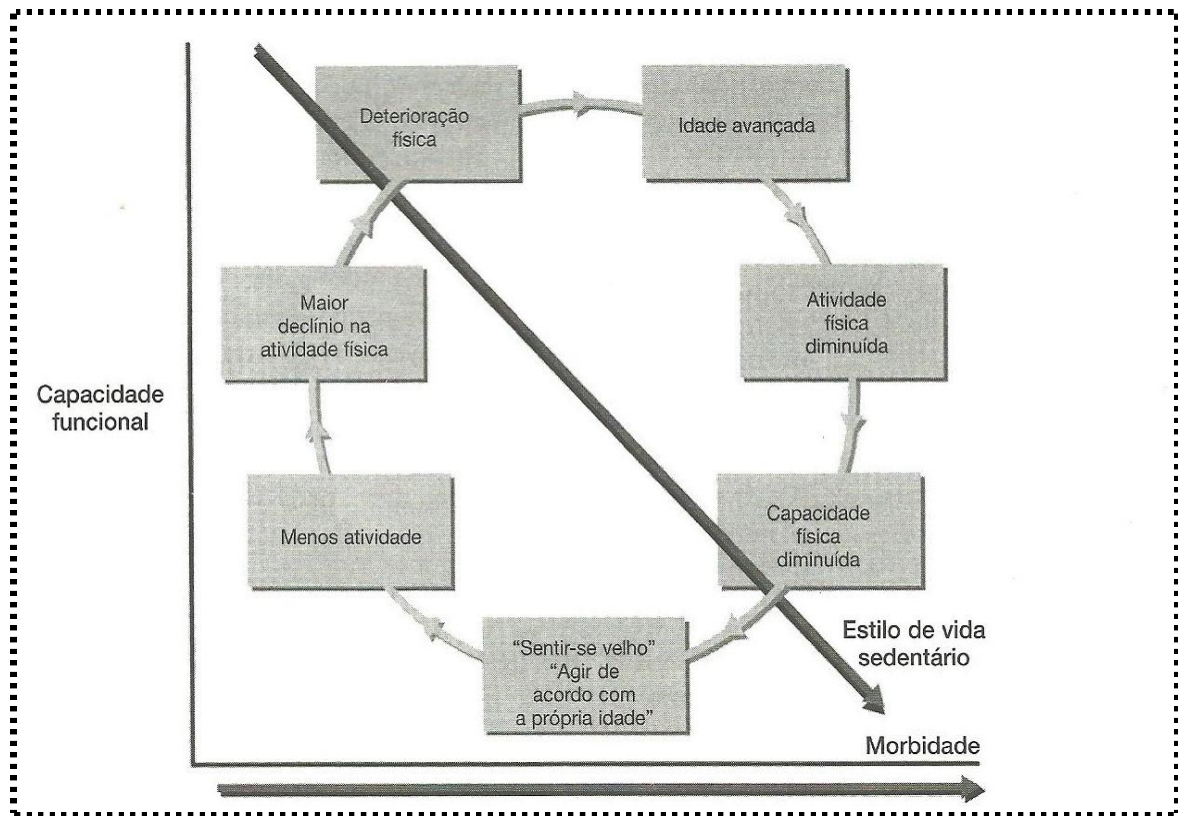 Deterioração
física
Idade avançada
Maior
declínio na
atividade física
Atividade
física
diminuída
Capacidade
funcional
Menos atividade
Capacidade
física
diminuída
“Sentir-se velho”
“Agir de
acordo com
a própria idade”
Estilo de vida
sedentário
Morbidade